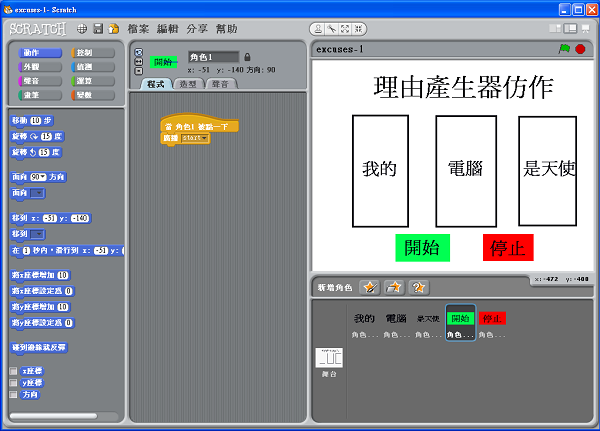 excuses-1- Scratch
SCRATCH 檔案 編輯 分享 幫助
動作 控制
外觀 偵測
聲音 運算
畫筆 變數
移動 10 步
旋轉 15 度
旋轉 15 度
面向 90 方向
面向
移到 x: -51 y: -140
移到
在 1 秒內,滑行到 x: -51 y:
將x座標增加 10
將x座標設定為 0
將y座標增加 10
將y座標設定為 0
碰到邊緣就反彈
x座標
y座標
方向
開始
角色1
x: -51 y: -140 方向: 90
程式 造型 聲音
當 角色1 被點一下
廣播 start
excuses-1
理由產生器仿作
我的 電腦 是天使
開始 停止
x:-472 y:-408
新增角色
我的 電腦 是天使 開始 停止
角色... 角色... 角色... 角色... 角色...
舞台